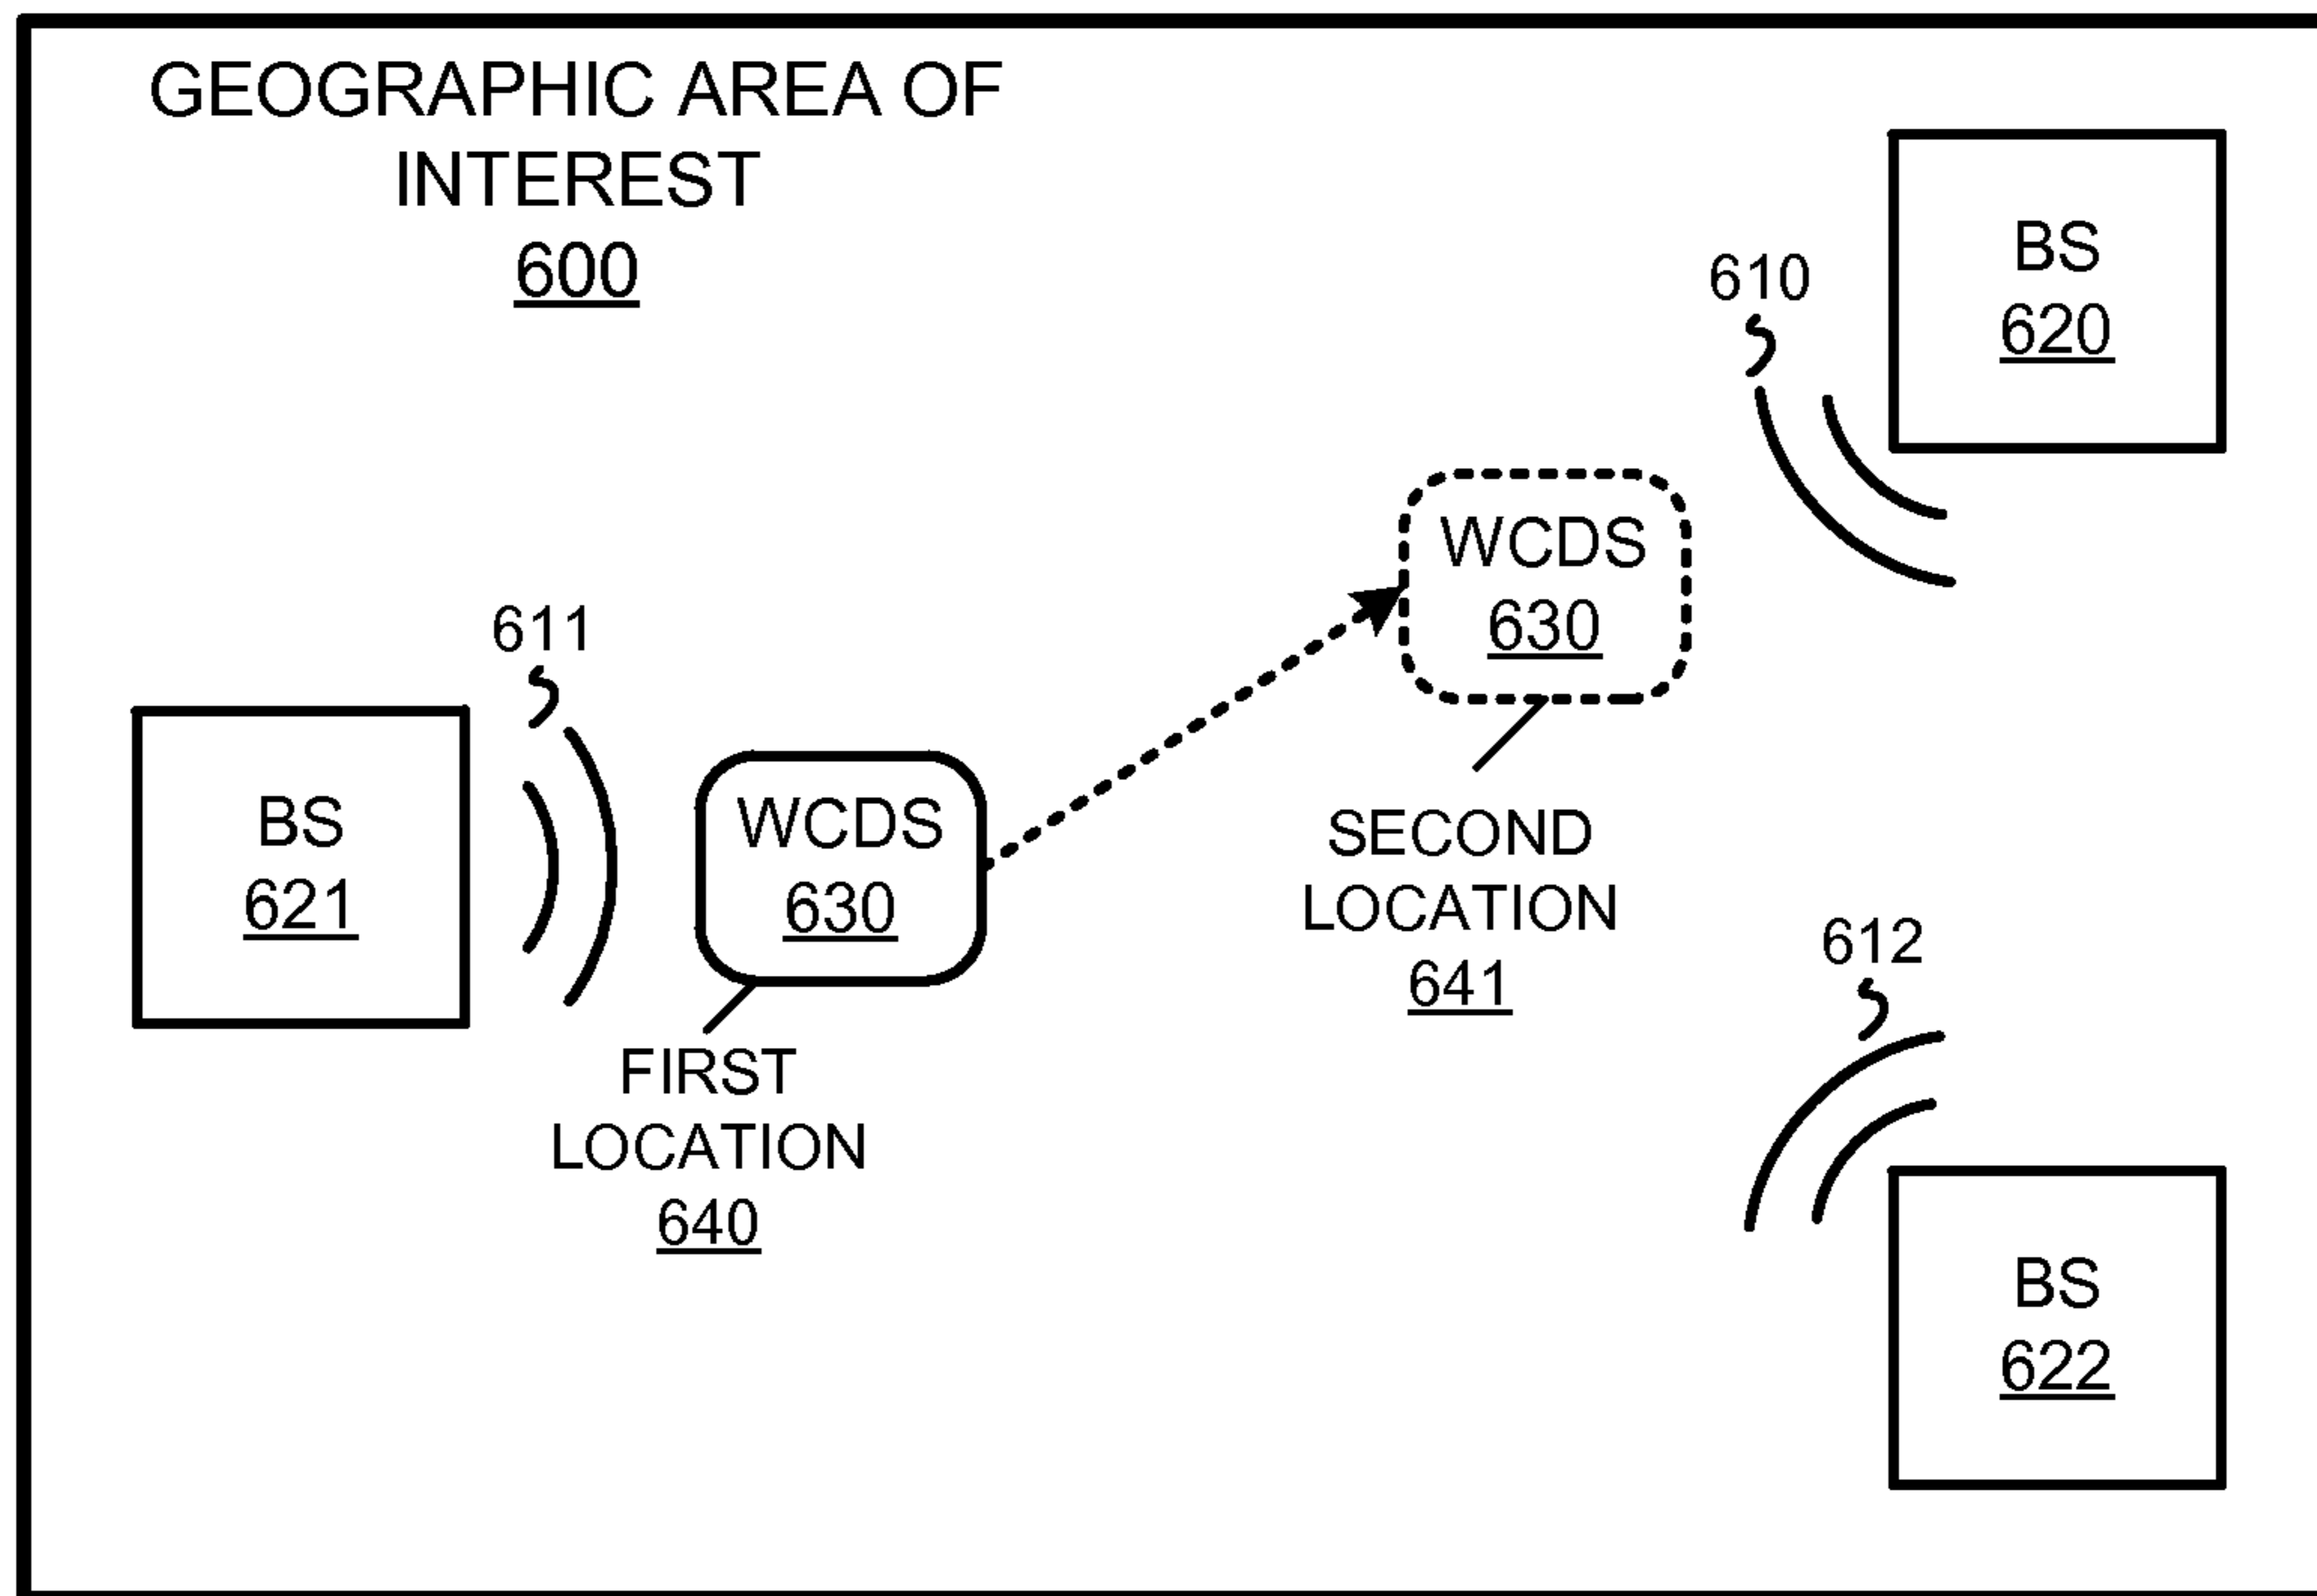 GEOGRAPHIC AREA OF
INTEREST
600
BS
620
610
WCDS
630
611
BS
621
WCDS
630
SECOND
LOCATION
641
612
FIRST
LOCATION
640
BS
622